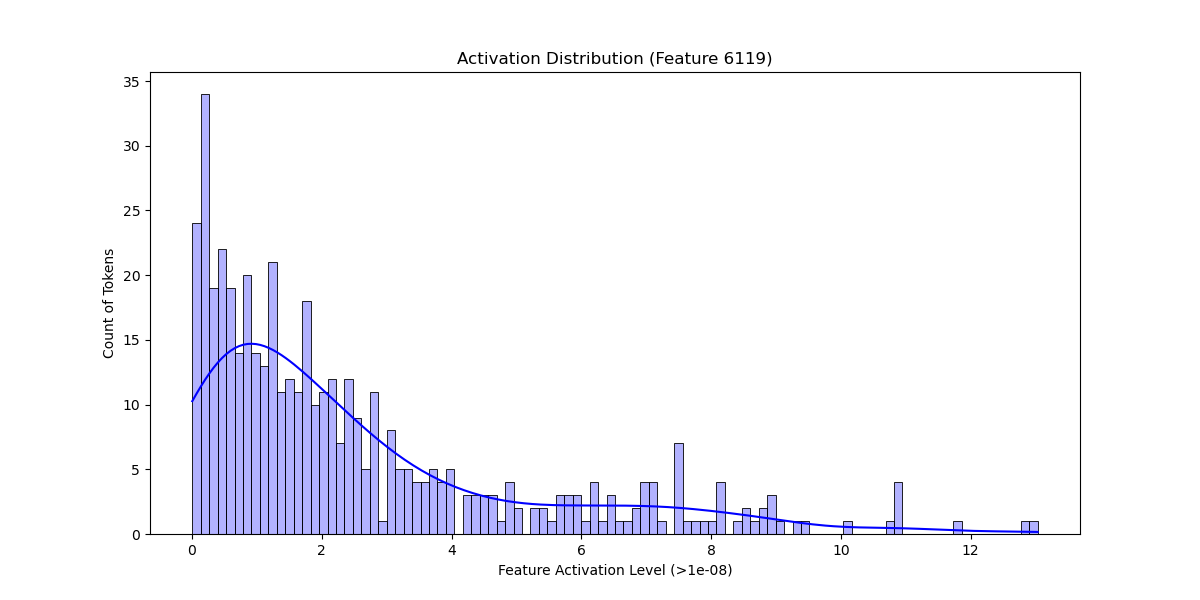 Activation Distribution (Feature 6119)
35
30
25
20
15
10
5
0
Count of Tokens
0 2 4 6 8 10 12
Feature Activation Level (>1e-08)